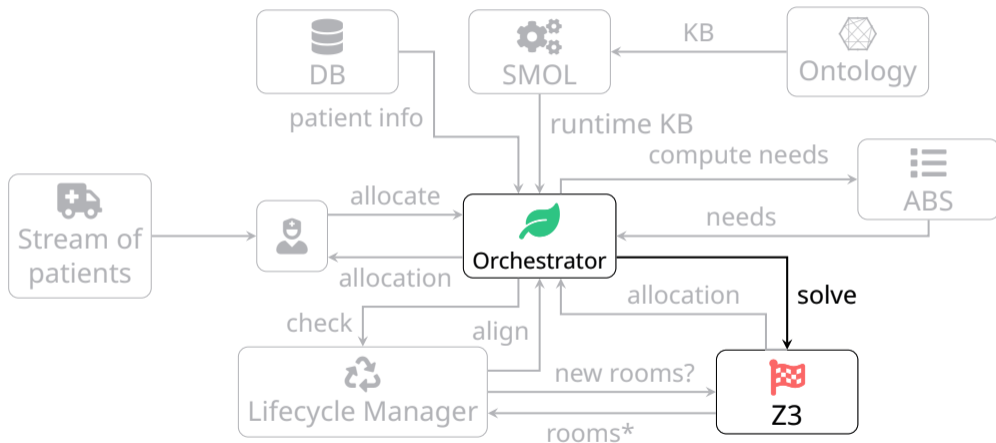 DB
SMOL
KB
Ontology
patient info
runtime KB
compute needs
ABS
Stream of
patients
allocate
needs
Orchestrator
allocation
allocation
solve
check
align
Lifecycle Manager
new rooms?
Z3
rooms*